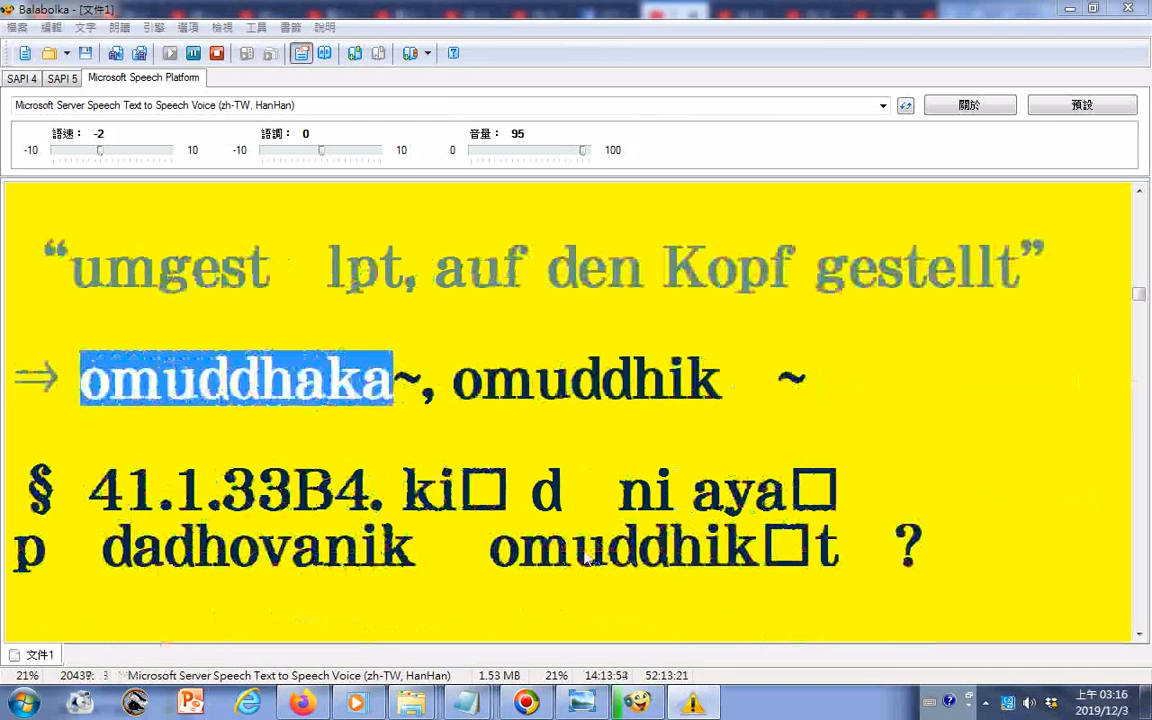 Balabolka - [文件1]
檔案 編輯 文字 朗讀 引擎 選項 檢視 工具 書籤 說明
SAPI 4 SAPI 5 Microsoft Speech Platform
Microsoft Server Speech Text to Speech Voice (zh-TW, HanHan) 關於 預設
語速： -2 語調： 0 音量： 95
-10 10 -10 10 0 100
“umgest lpt, auf den Kopf gestellt”
⇒ omuddhaka~, omuddhik ~
§ 41.1.33B4. ki□ d ni aya□
p dadhovanik omuddhik□t ?
文件1
21% Microsoft Server Speech Text to Speech Voice (zh-TW, HanHan) 1.53 MB 21% 14:13:54 52:13:21
上午 03:16
2019/12/3